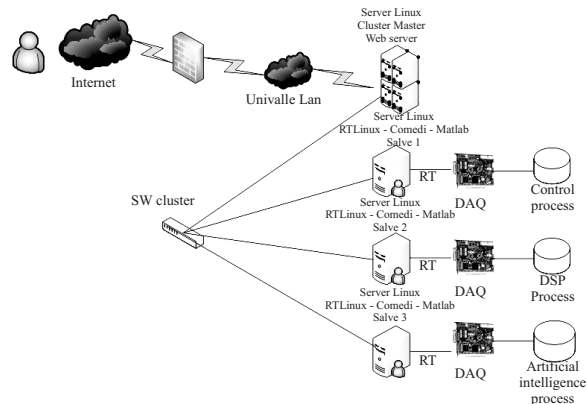 Server Linux
Cluster Master
Web server
Internet
Univalle Lan
Server Linux
RTLinux - Comedi - Matlab
Salve 1
RT
DAQ
Control
process
SW cluster
Server Linux
RTLinux - Comedi - Matlab
Salve 2
RT
DAQ
DSP
Process
Server Linux
RTLinux - Comedi - Matlab
Salve 3
RT
DAQ
Artificial
intelligence
process